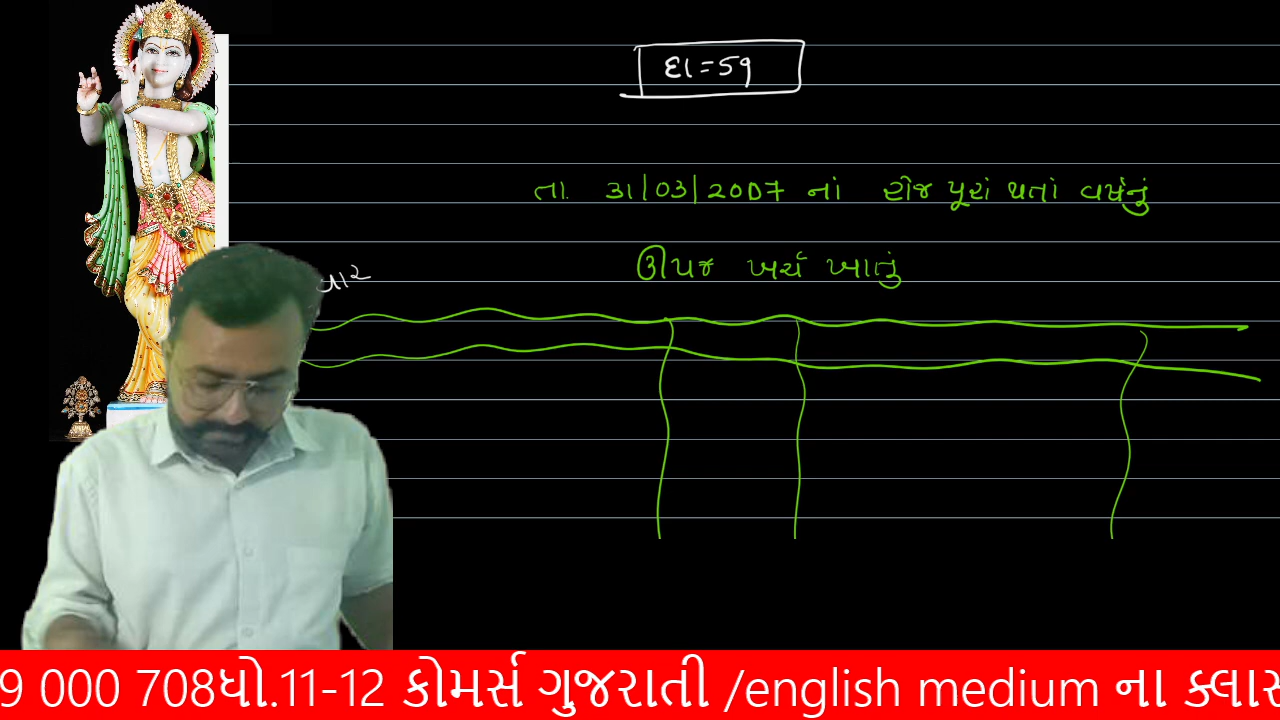 દા=59
તા. 31/03/2007 નાં રોજ પૂરાં થતાં વર્ષનું
ઊપજ ખર્ચ ખાતું
9 000 708ધો.11-12 કોમર્સ ગુજરાતી /english medium ના ક્લાસ